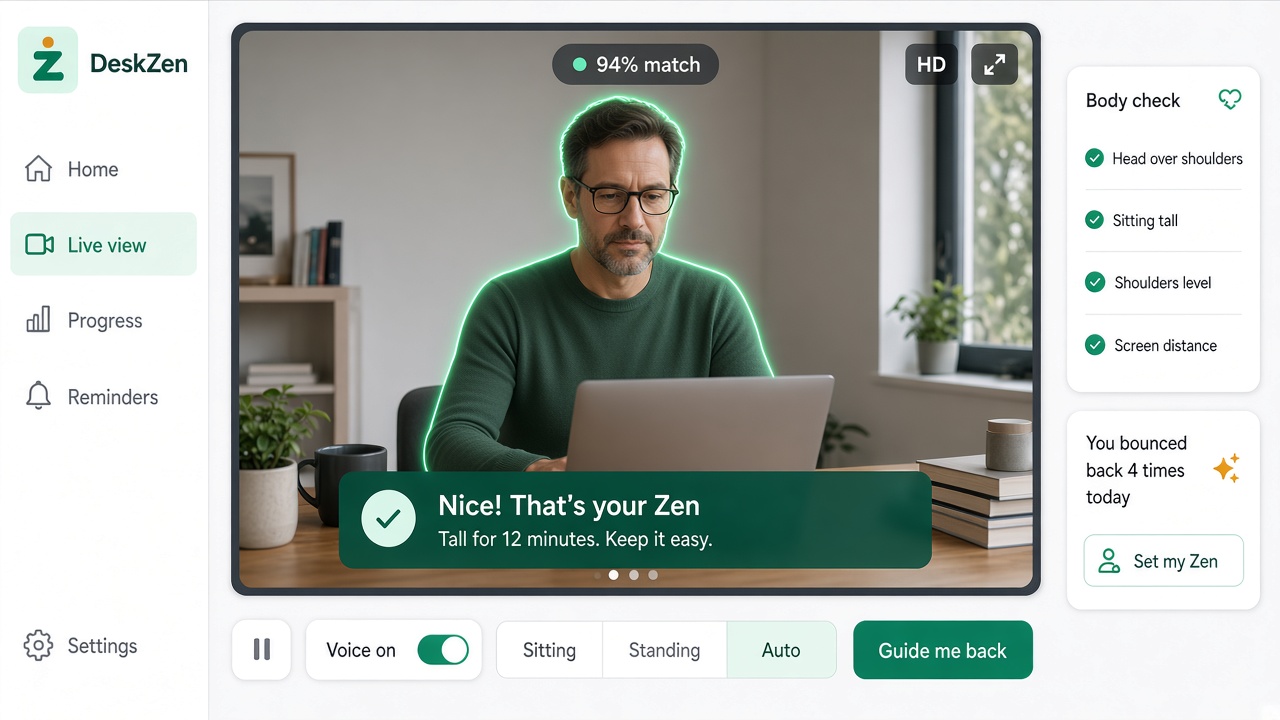 DeskZen
Home
Live view
Progress
Reminders
Settings
94% match
HD
Nice! That’s your Zen
Tall for 12 minutes. Keep it easy.
Voice on
Sitting
Standing
Auto
Guide me back
Body check
Head over shoulders
Sitting tall
Shoulders level
Screen distance
You bounced
back 4 times
today
Set my Zen